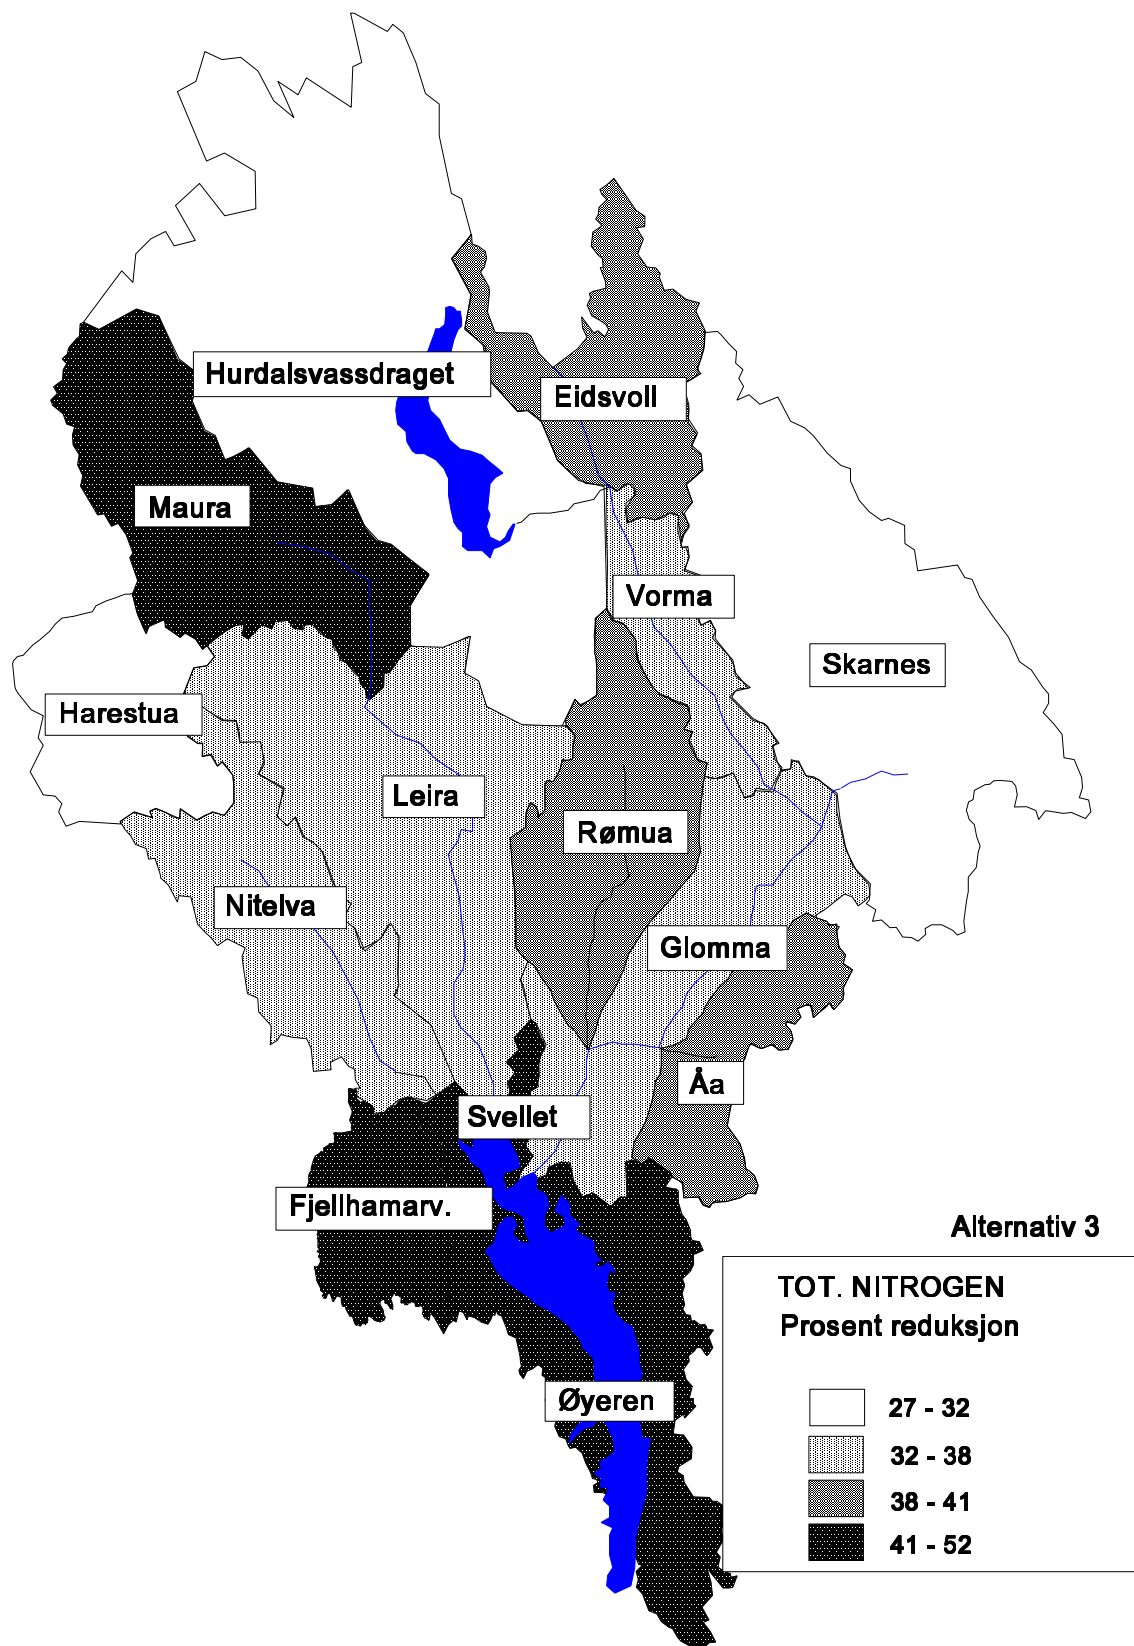 Hurdalsvassdraget
Eidsvoll
Maura
Vorma
Skarnes
Harestua
Leira
Rømua
Nitelva
Glomma
Åa
Svellet
Fjellhamarv.
Øyeren
Alternativ 3
TOT. NITROGEN
Prosent reduksjon
27 - 32
32 - 38
38 - 41
41 - 52